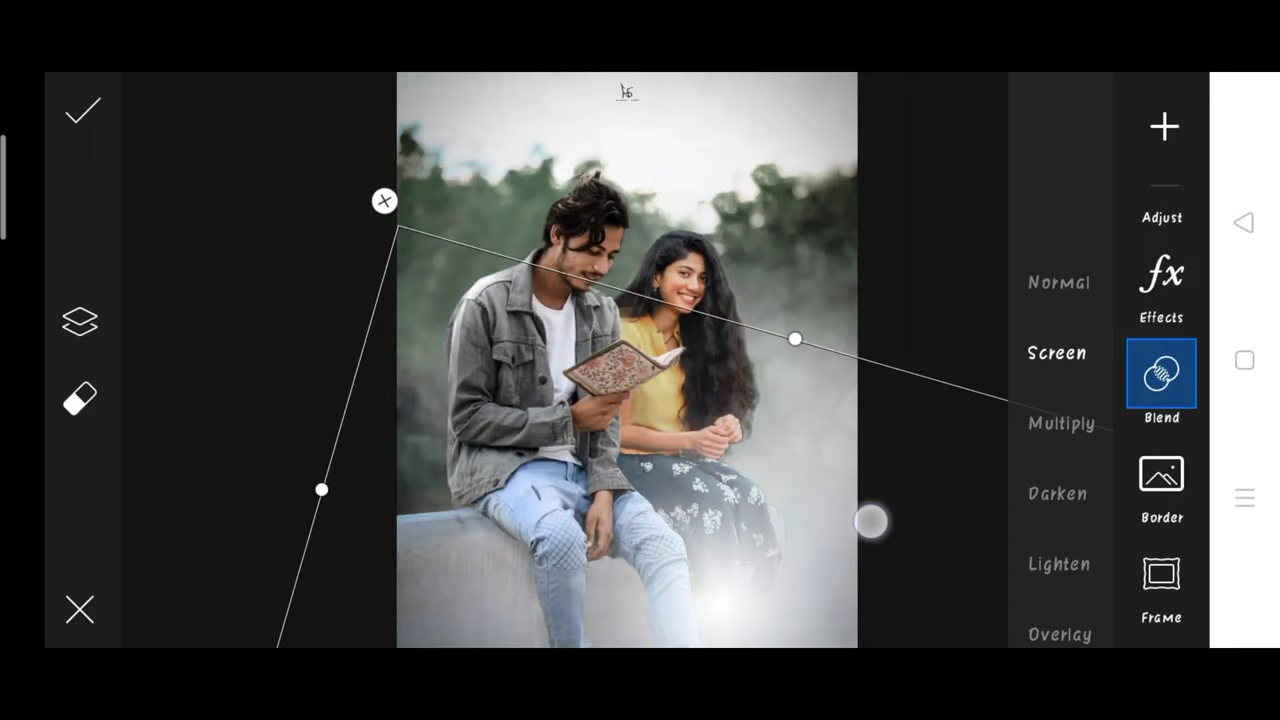 Adjust
fx
Effects
Normal
Screen
Blend
Multiply
Darken
Border
Lighten
Frame
Overlay